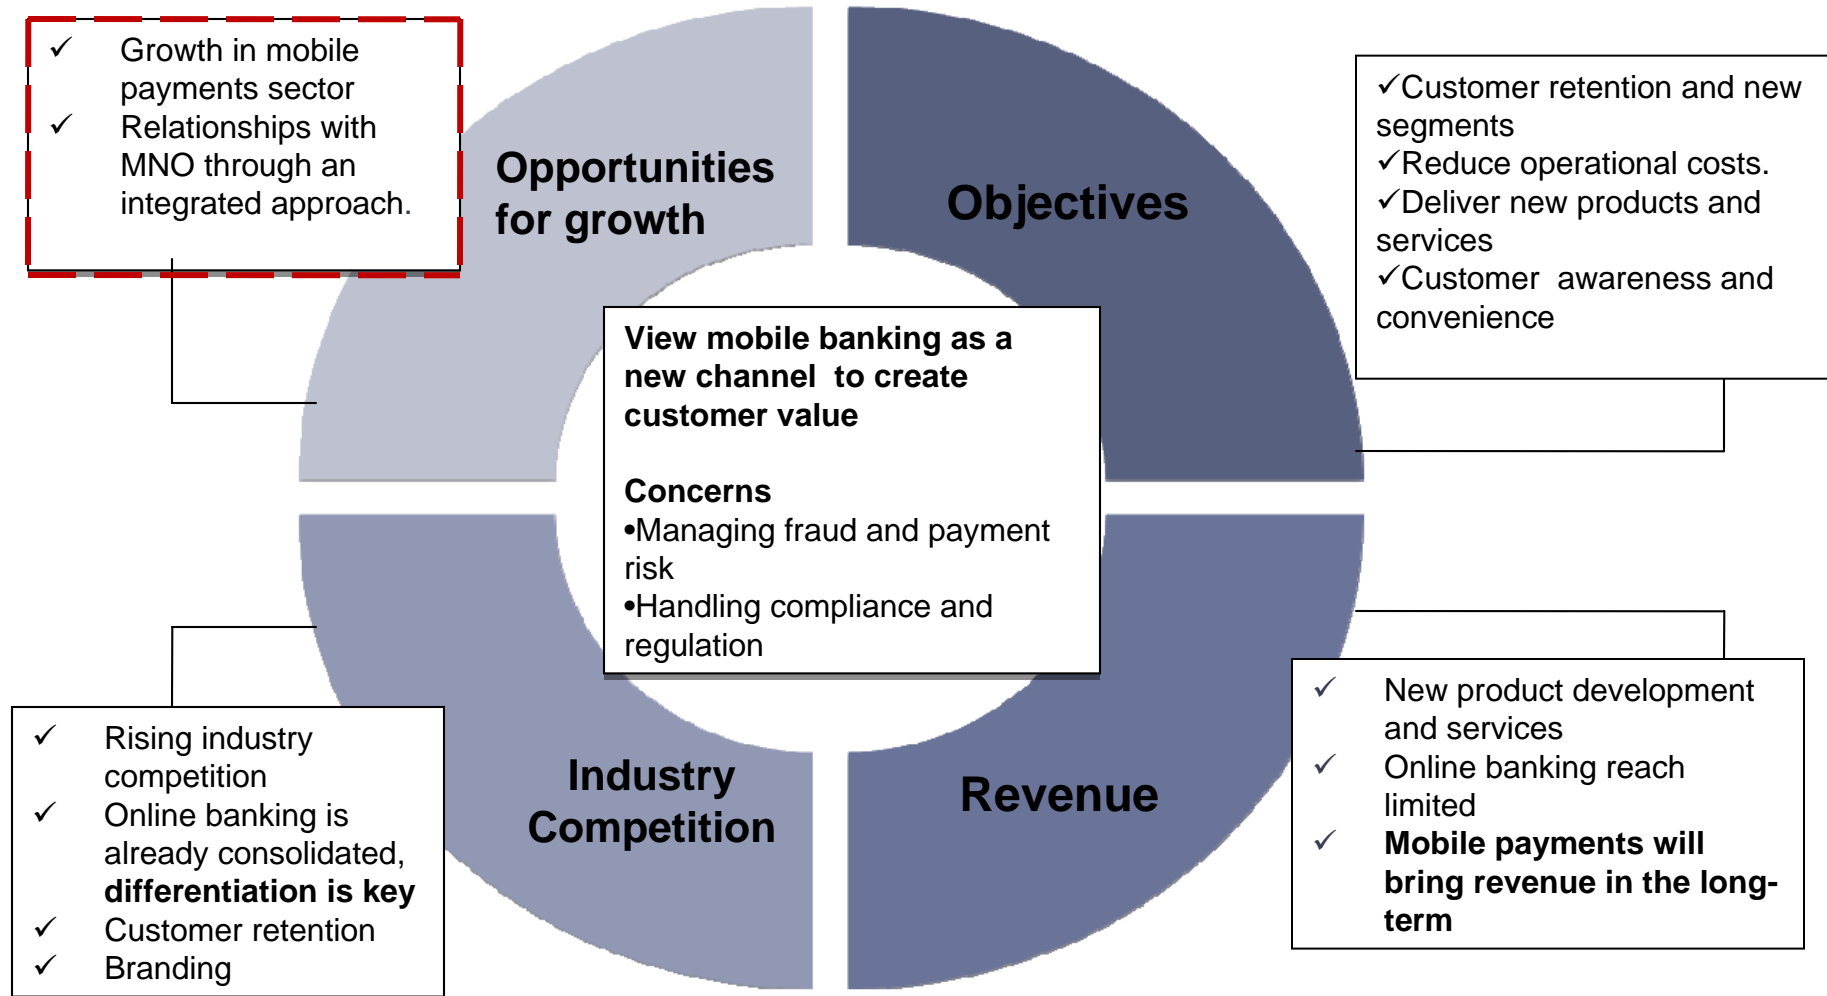 ✓ Growth in mobile
payments sector
✓ Relationships with
MNO through an
integrated approach.
Opportunities
for growth
Objectives
✓Customer retention and new
segments
✓Reduce operational costs.
✓Deliver new products and
services
✓Customer  awareness and
convenience
View mobile banking as a
new channel  to create
customer value
Concerns
•Managing fraud and payment
risk
•Handling compliance and
regulation
Industry
Competition
Revenue
✓ Rising industry
competition
✓ Online banking is
already consolidated,
differentiation is key
✓ Customer retention
✓ Branding
✓ New product development
and services
✓ Online banking reach
limited
✓ Mobile payments will
bring revenue in the long-
term